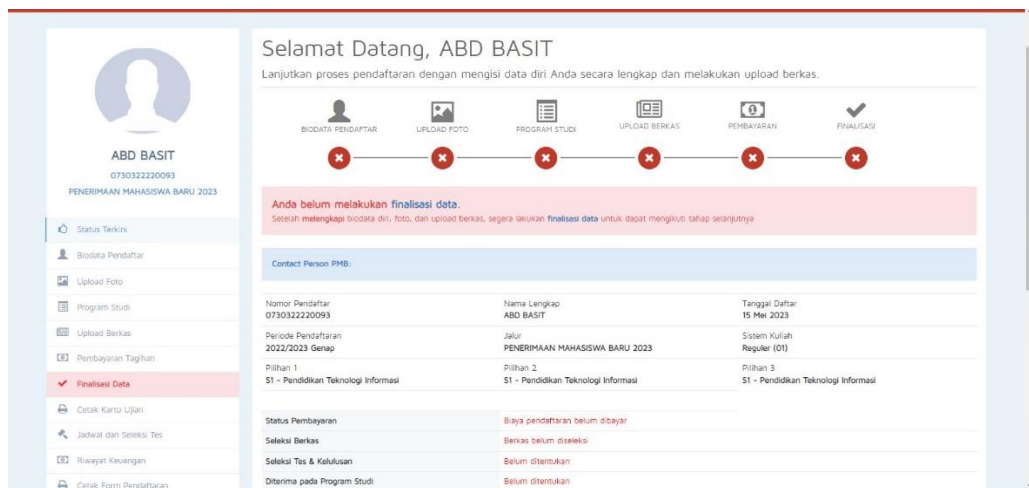 ABD BASIT
0730322220093
PENERIMAAN MAHASISWA BARU 2023
Status Terkini
Biodata Pendaftar
Upload Foto
Program Studi
Upload Berkas
Pembayaran Tagihan
Finalisasi Data
Cetak Kartu Ujian
Jadwal dan Seleksi Tes
Riwayat Keuangan
Cetak Form Pendaftaran
Selamat Datang, ABD BASIT
Lanjutkan proses pendaftaran dengan mengisi data diri Anda secara lengkap dan melakukan upload berkas.
BIODATA PENDAFTAR UPLOAD FOTO PROGRAM STUDI UPLOAD BERKAS PEMBAYARAN FINALISASI
Anda belum melakukan finalisasi data.
Setelah melengkapi biodata diri, foto, dan upload berkas, segera lakukan finalisasi data untuk dapat mengikuti tahap selanjutnya
Contact Person PMB:
Nomor Pendaftar Nama Lengkap Tanggal Daftar
0730322220093 ABD BASIT 15 Mei 2023
Periode Pendaftaran Jalur Sistem Kuliah
2022/2023 Genap PENERIMAAN MAHASISWA BARU 2023 Reguler (01)
Pilihan 1 Pilihan 2 Pilihan 3
S1 - Pendidikan Teknologi Informasi S1 - Pendidikan Teknologi Informasi S1 - Pendidikan Teknologi Informasi
Status Pembayaran Biaya pendaftaran belum dibayar
Seleksi Berkas Berkas belum diseleksi
Seleksi Tes & Kelulusan Belum ditentukan
Diterima pada Program Studi Belum ditentukan